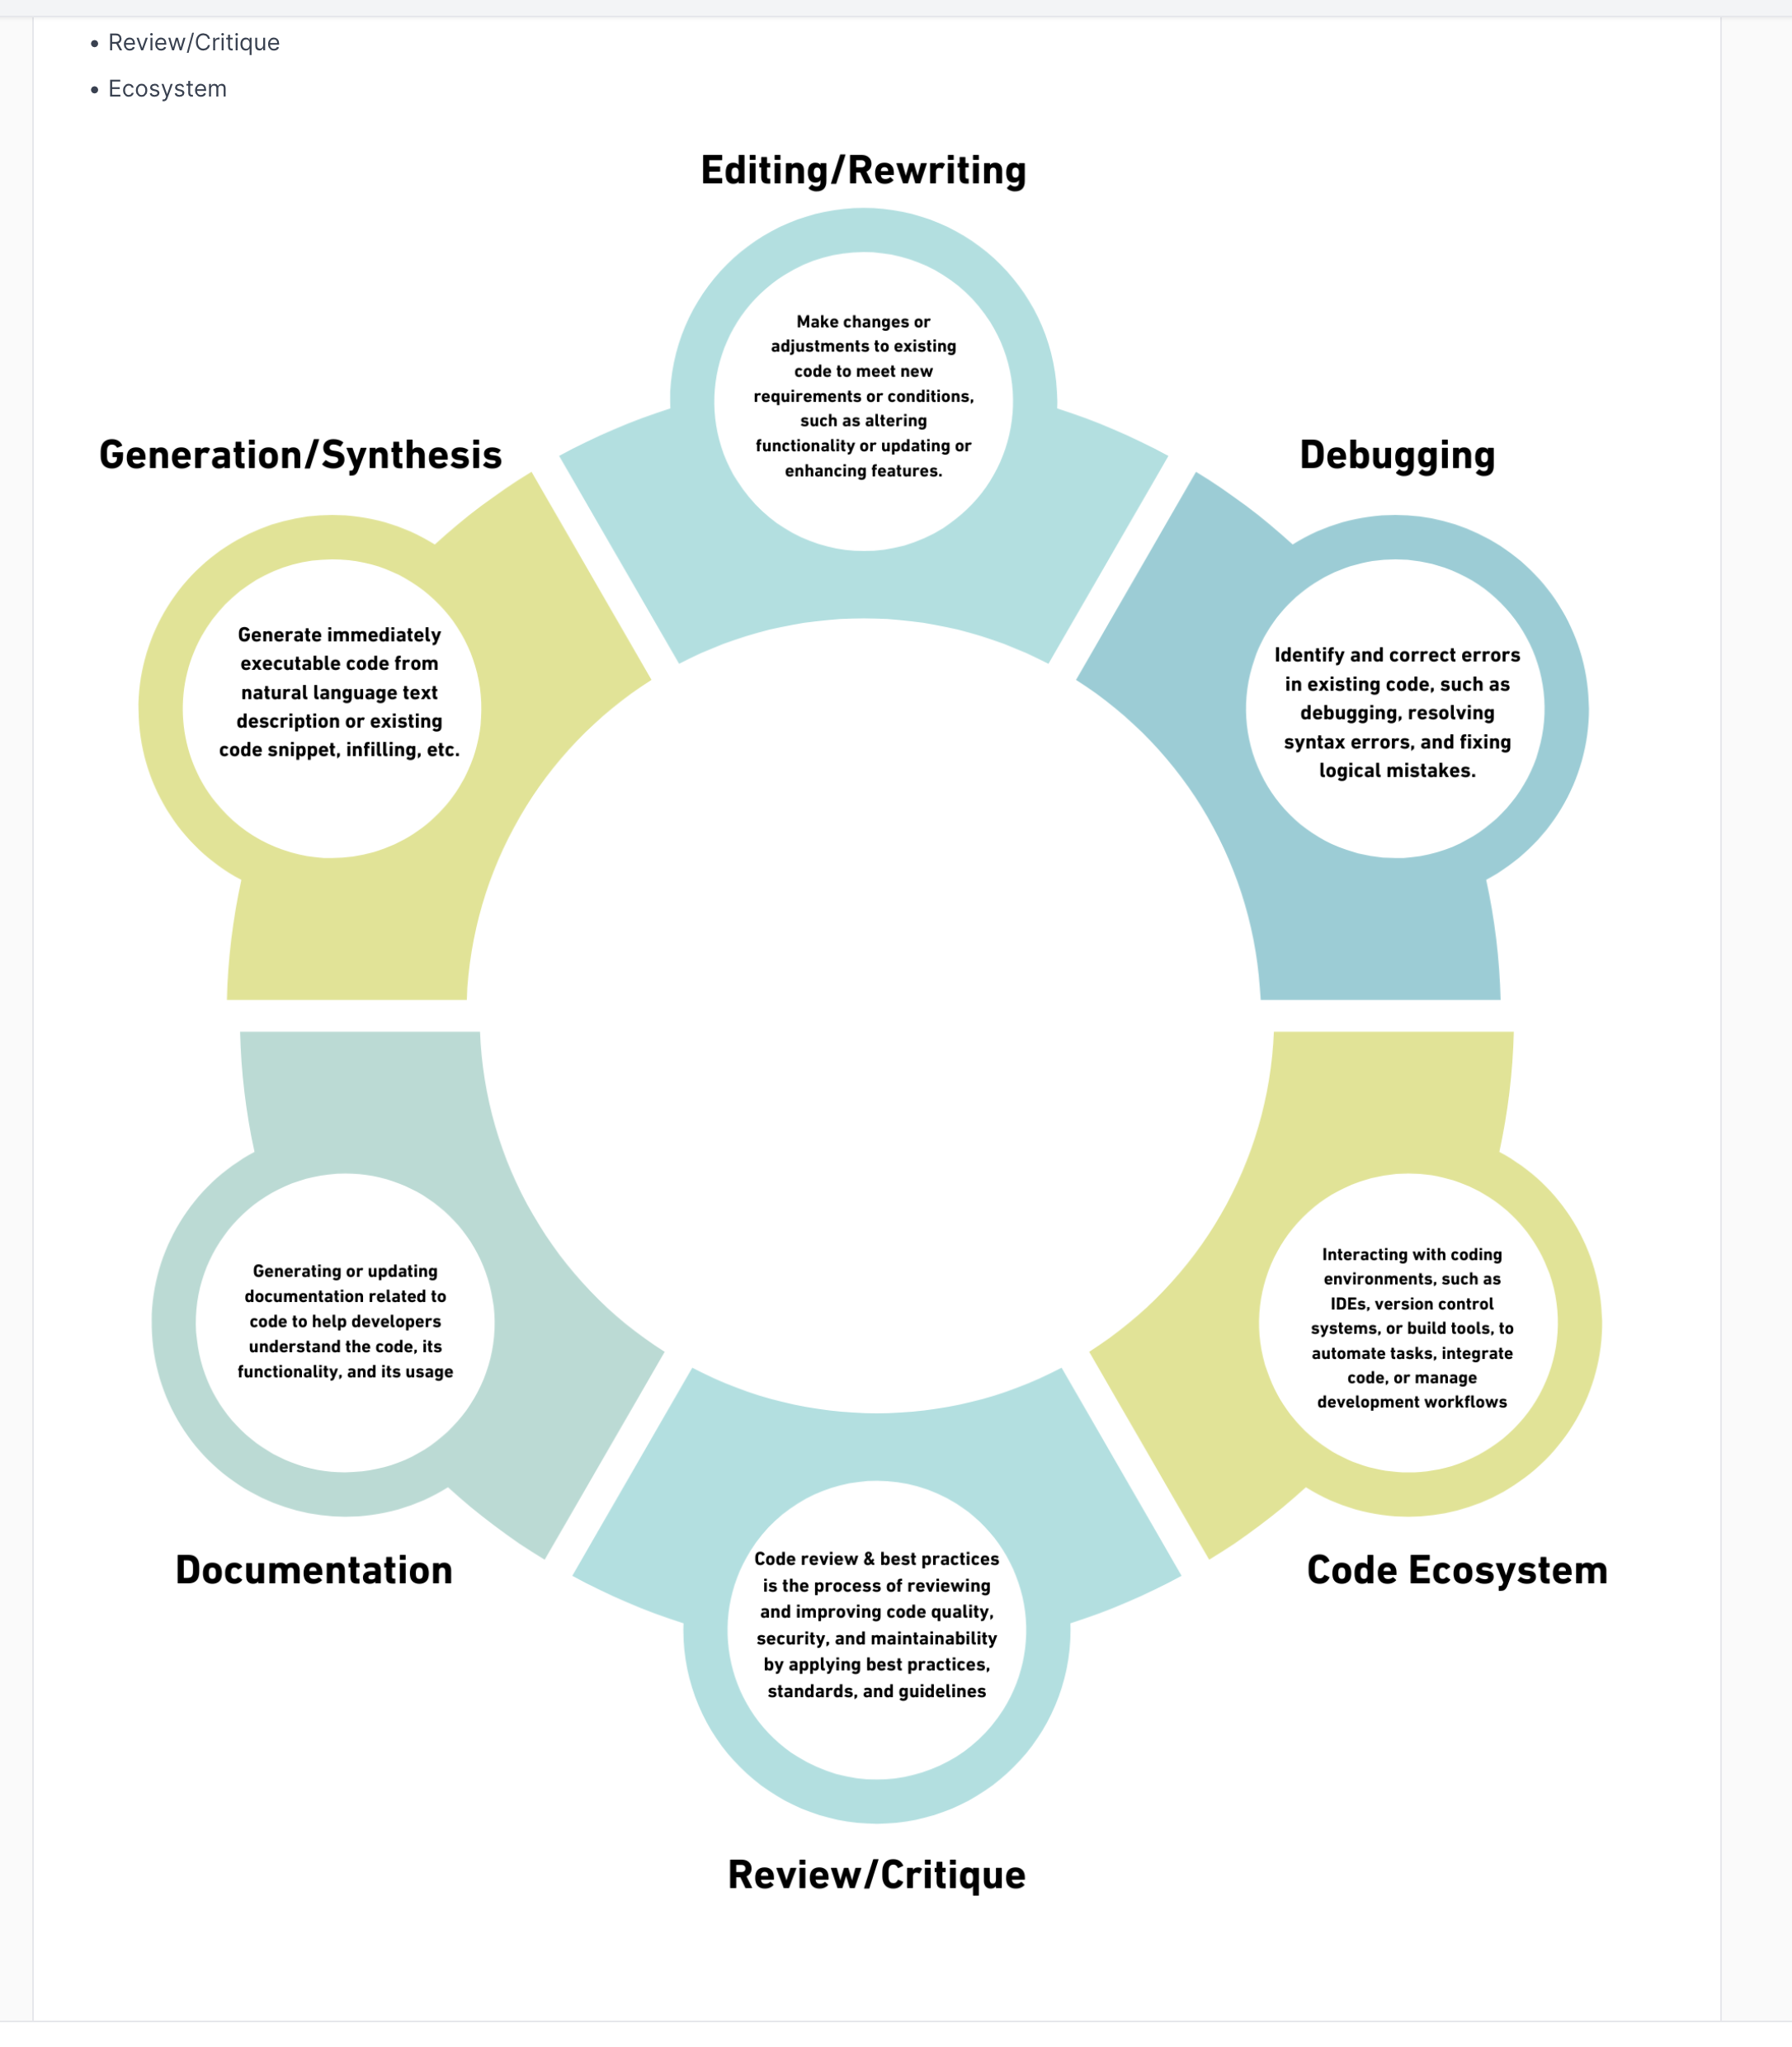 • Review/Critique
• Ecosystem
Editing/Rewriting
Make changes or
adjustments to existing
code to meet new
requirements or conditions,
such as altering
functionality or updating or
enhancing features.
Generation/Synthesis
Generate immediately
executable code from
natural language text
description or existing
code snippet, infilling, etc.
Debugging
Identify and correct errors
in existing code, such as
debugging, resolving
syntax errors, and fixing
logical mistakes.
Generating or updating
documentation related to
code to help developers
understand the code, its
functionality, and its usage
Documentation
Interacting with coding
environments, such as
IDEs, version control
systems, or build tools, to
automate tasks, integrate
code, or manage
development workflows
Code Ecosystem
Code review & best practices
is the process of reviewing
and improving code quality,
security, and maintainability
by applying best practices,
standards, and guidelines
Review/Critique